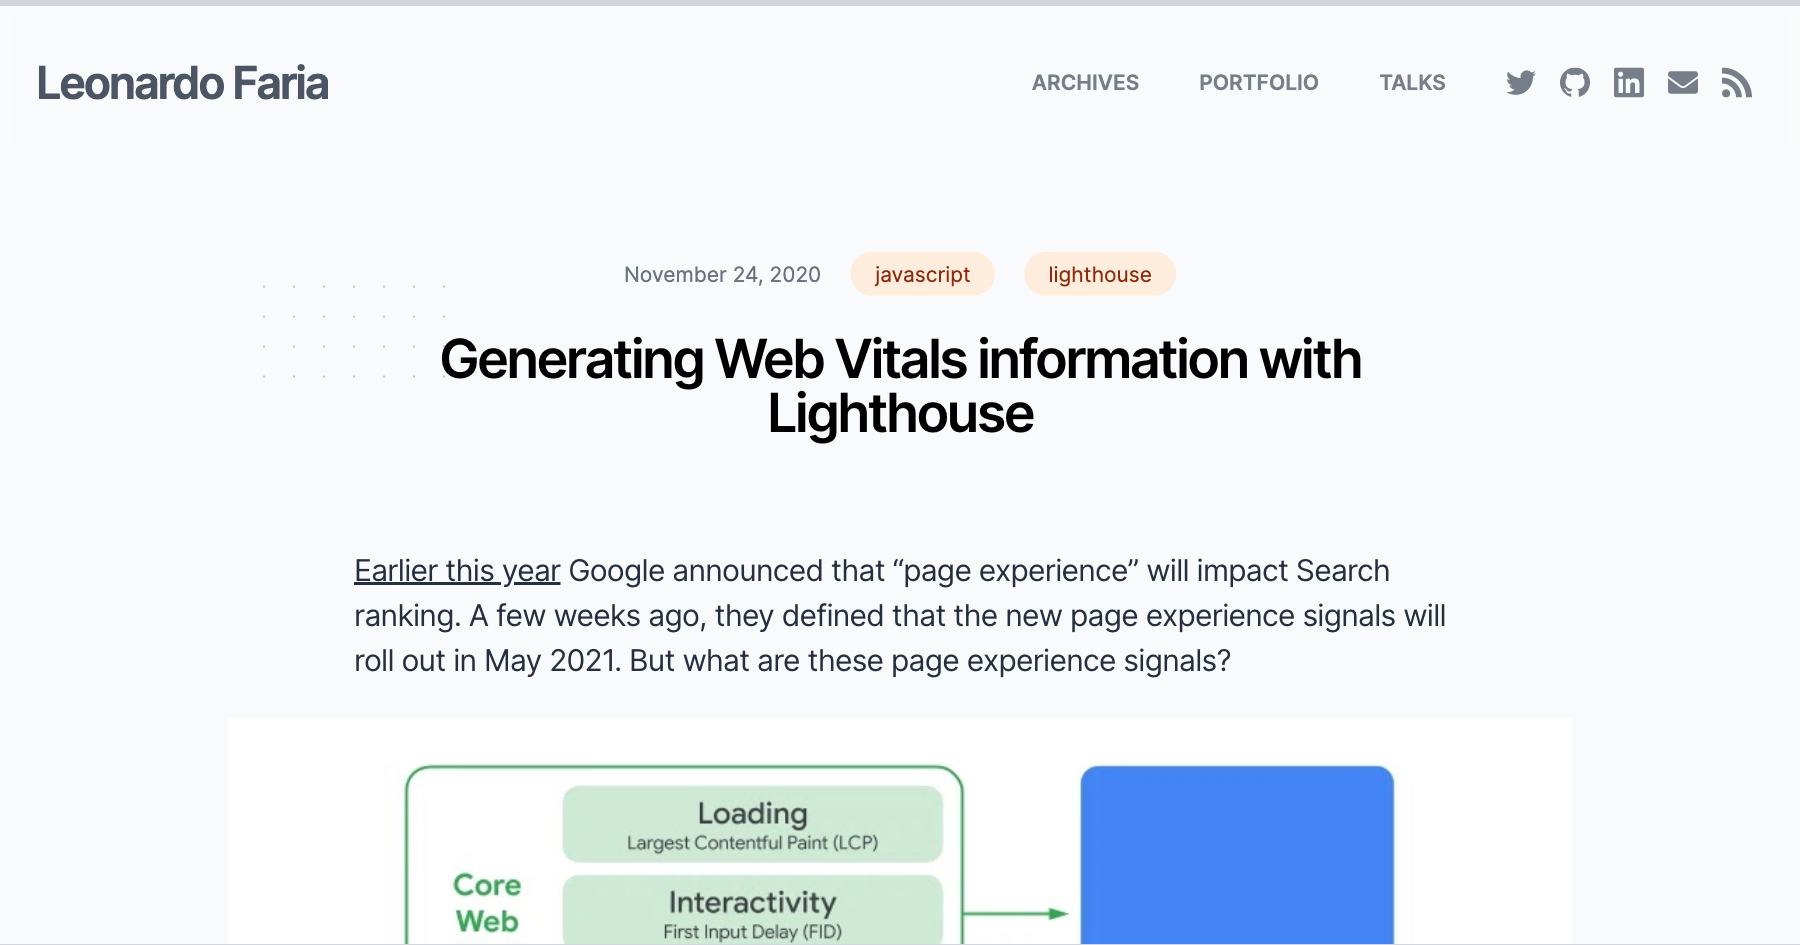 Leonardo Faria
ARCHIVES PORTFOLIO TALKS
November 24, 2020 javascript lighthouse
Generating Web Vitals information with
Lighthouse
Earlier this year Google announced that “page experience” will impact Search
ranking. A few weeks ago, they defined that the new page experience signals will
roll out in May 2021. But what are these page experience signals?
Loading
Largest Contentful Paint (LCP)
Core
Web
Interactivity
First Input Delay (FID)